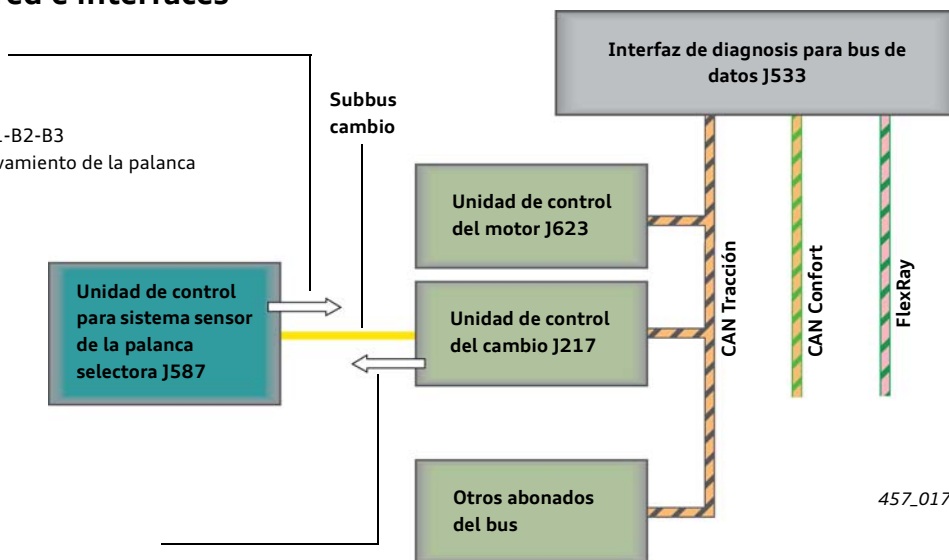 Interfaz de diagnosis para bus de
datos J533
Subbus
cambio
-B2-B3
de la palanca
Unidad de control
del motor J623
Unidad de control
para sistema sensor
de la palanca
selectora J587
Unidad de control
del cambio J217
CAN Tracción
CAN Confort
FlexRay
Otros abonados
del bus
457_017